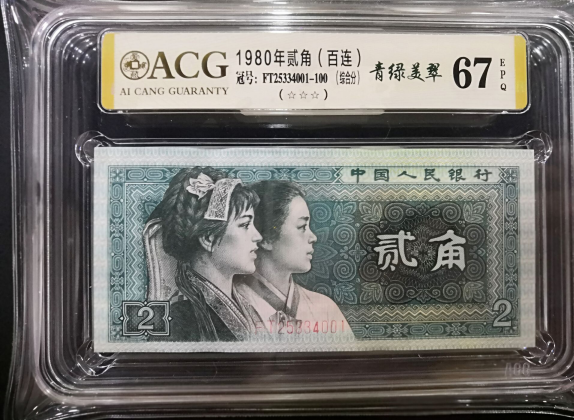 ACG
AI CANG GUARANTY
1980年贰角（百连）
冠号：FT25334001-100 （综合分）
（☆☆☆）
青绿美翠
67
EPQ
中国人民银行
贰角
FT25334001
2
2